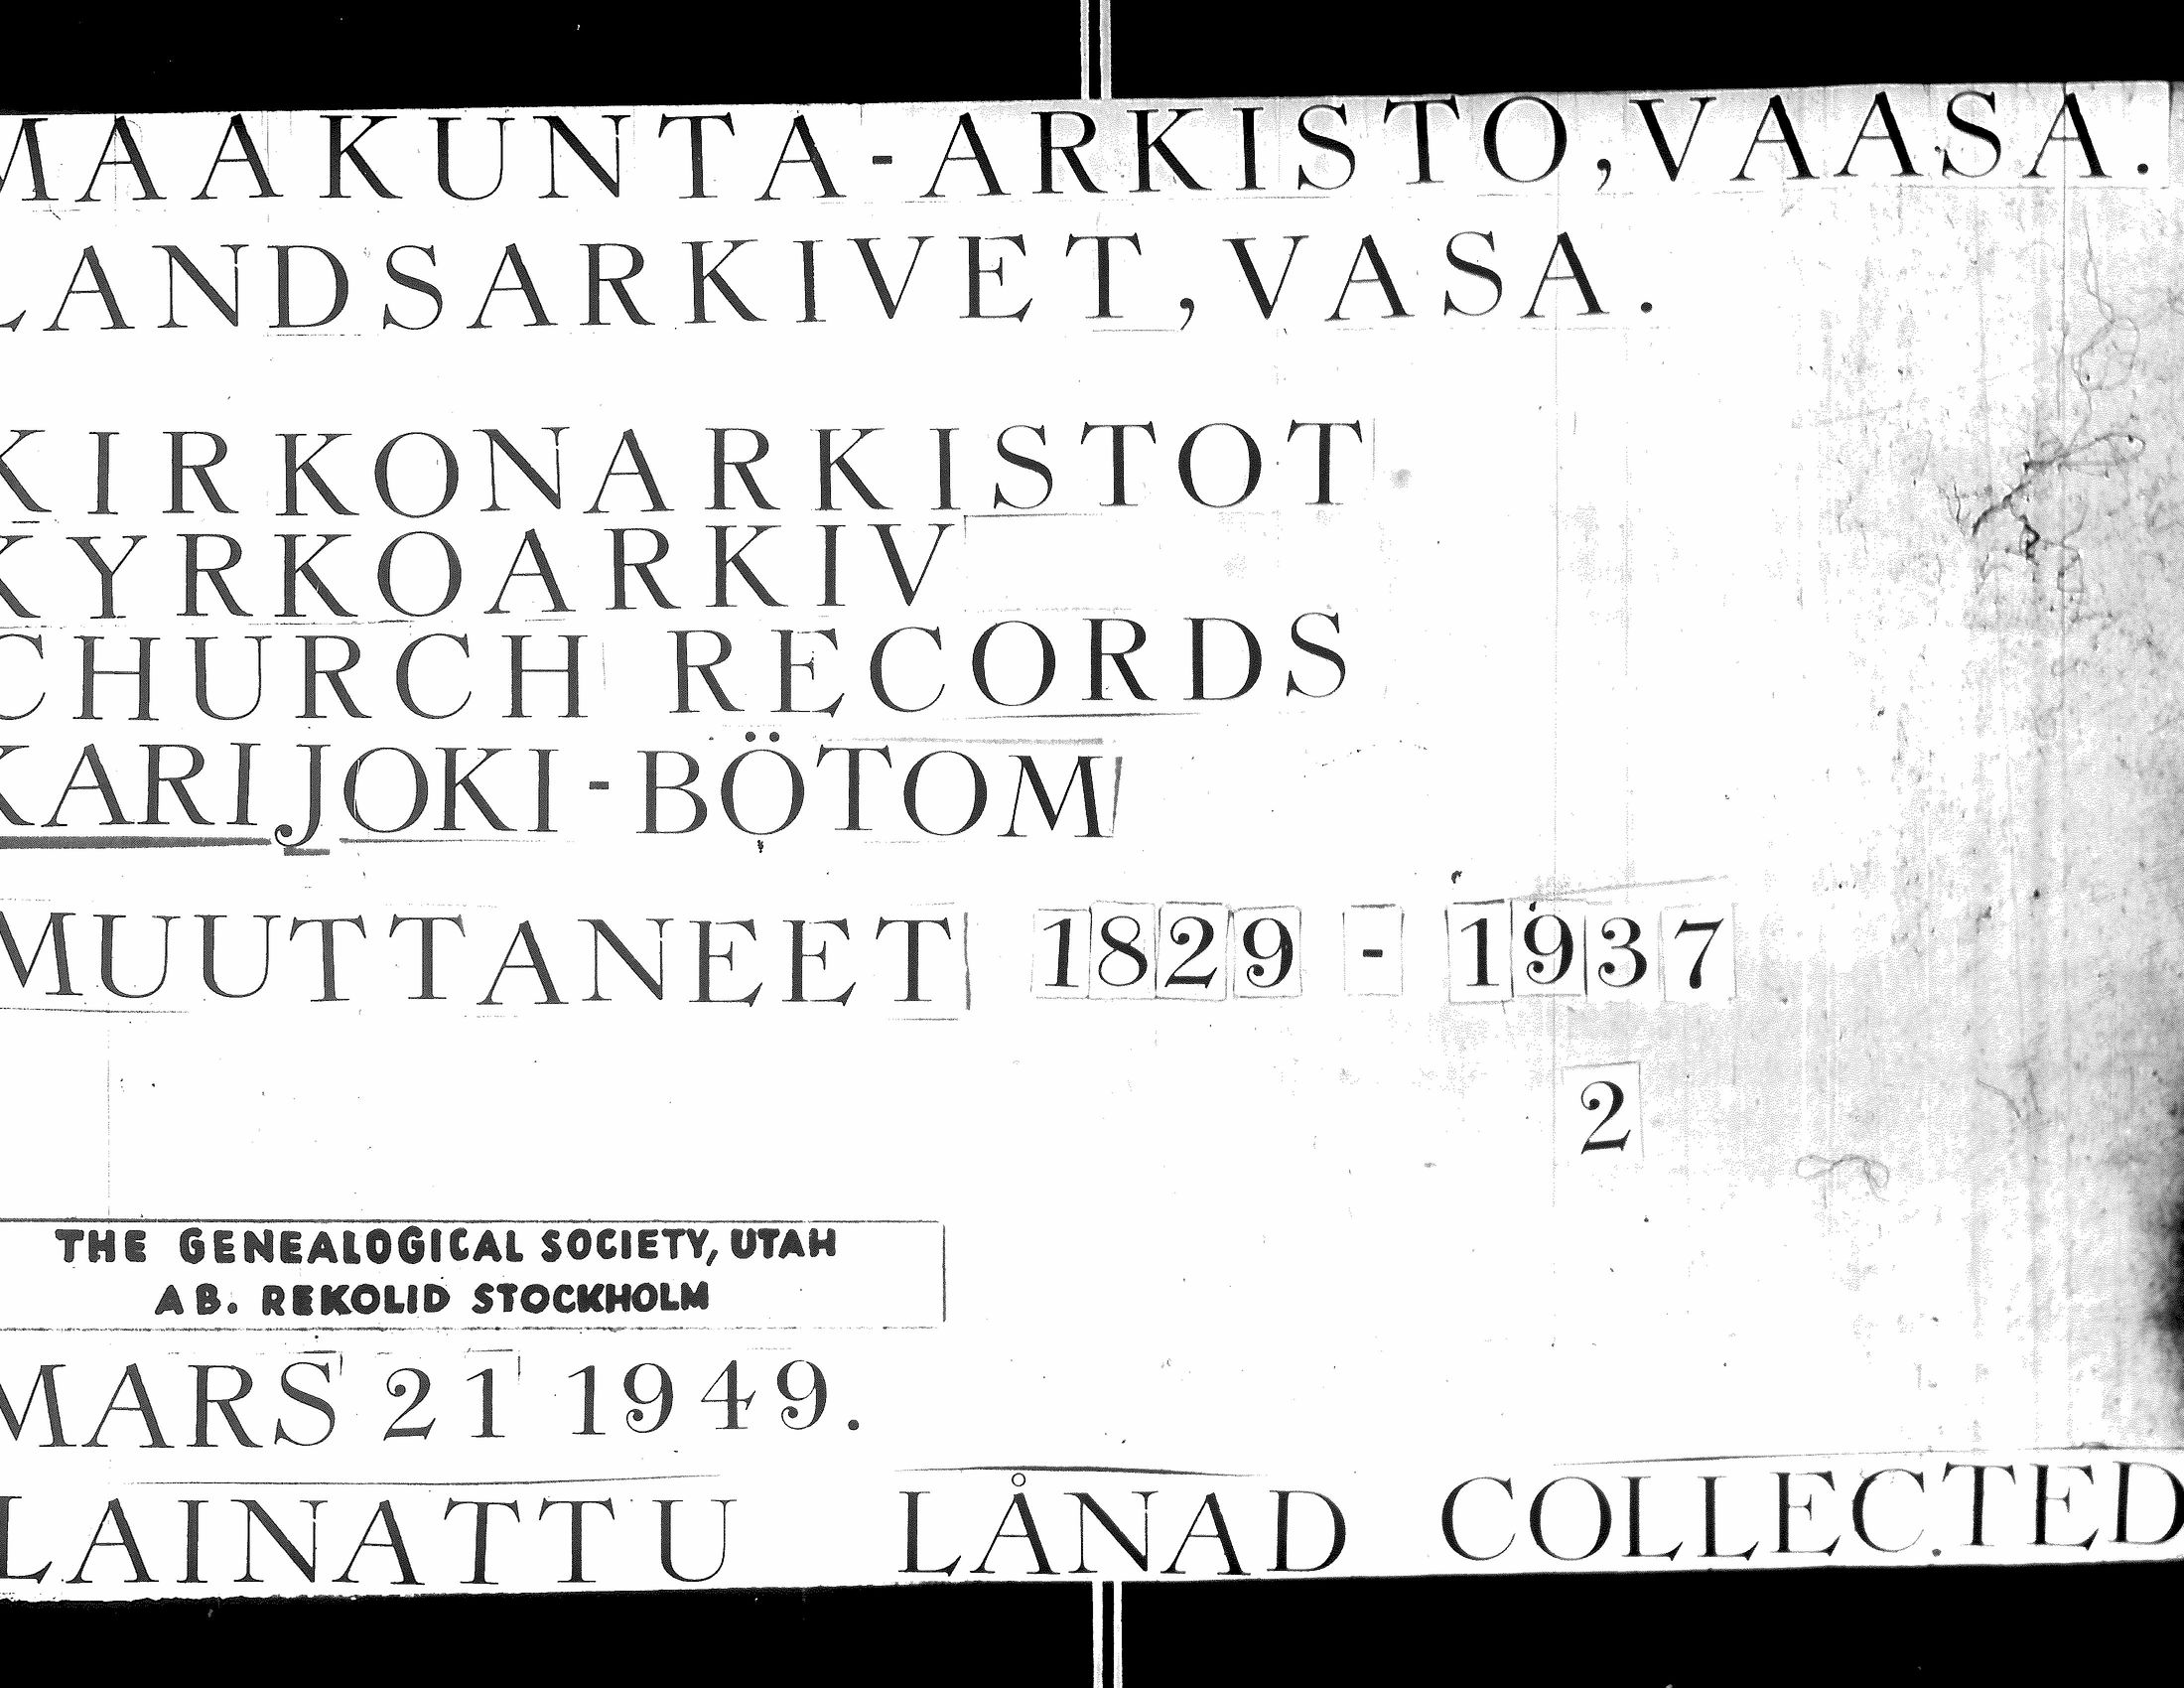 MAAKUNTA-ARKISTO, VAASA.
LANDSARKIVET, VASA.
KIRKONARKISTOT
KYRKOARKIV
CHURCH RECORDS
KARIJOKI - BÖTOM
MUUTTANEET 1829 - 1937
2
THE GENEALOGICAL SOCIETY, UTAH
AB. REKOLID STOCKHOLM
MARS 21 1949.
LAINATTU LÅNAD COLLECTED